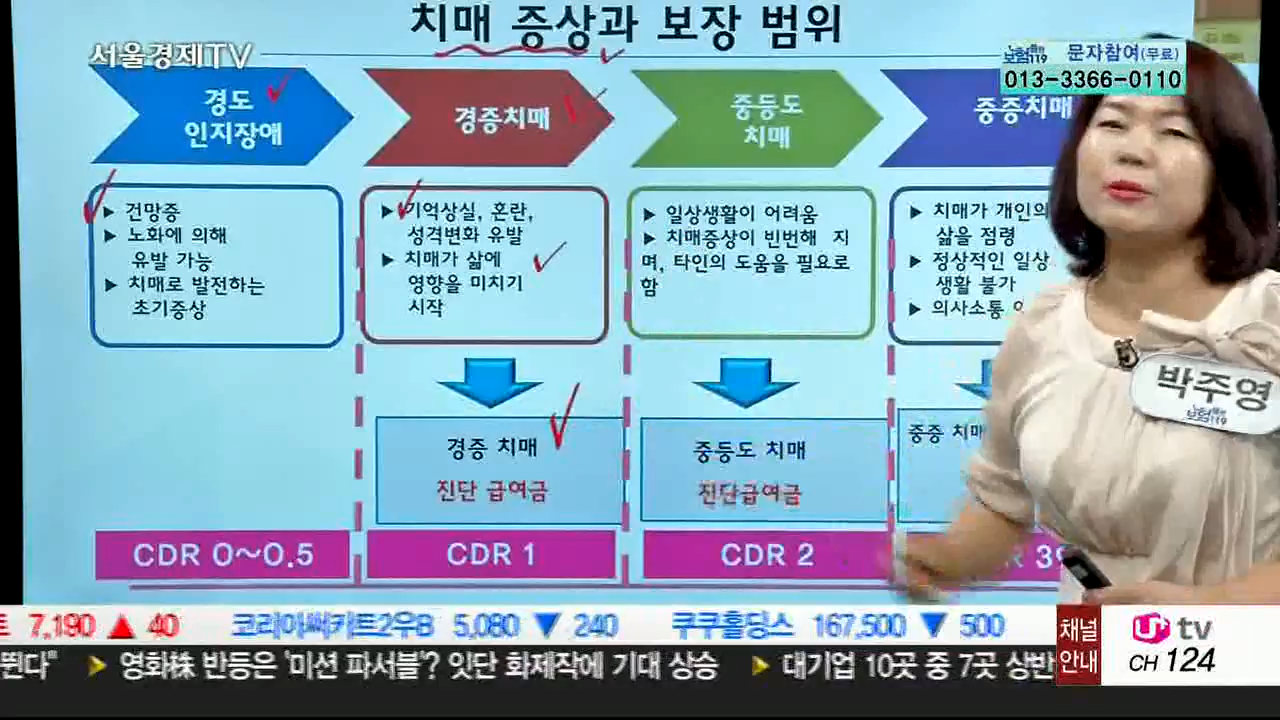 치매 증상과 보장 범위
서울경제TV
보험119
문자참여(무료)
013-3366-0110
경도
인지장애
경증치매
중등도
치매
중증치매
▶ 건망증
▶ 노화에 의해
유발 가능
▶ 치매로 발전하는
초기증상
▶ 기억상실, 혼란,
성격변화 유발
▶ 치매가 삶에
영향을 미치기
시작
▶ 일상생활이 어려움
▶ 치매증상이 빈번해 지
며, 타인의 도움을 필요로
함
▶ 치매가 개인의
삶을 점령
▶ 정상적인 일상
생활 불가
▶ 의사소통
경증 치매
진단 급여금
중등도 치매
진단급여금
중증 치매
CDR 0~0.5
CDR 1
CDR 2
박주영
보험119
7,190 ▲ 40 코리아써키트2우B 5,080 ▼ 240 쿠쿠홀딩스 167,500 ▼ 500
뛴다" ▶ 영화株 반등은 '미션 파서블'? 잇단 화제작에 기대 상승 ▶ 대기업 10곳 중 7곳 상반
채널
안내
U+ tv
CH 124